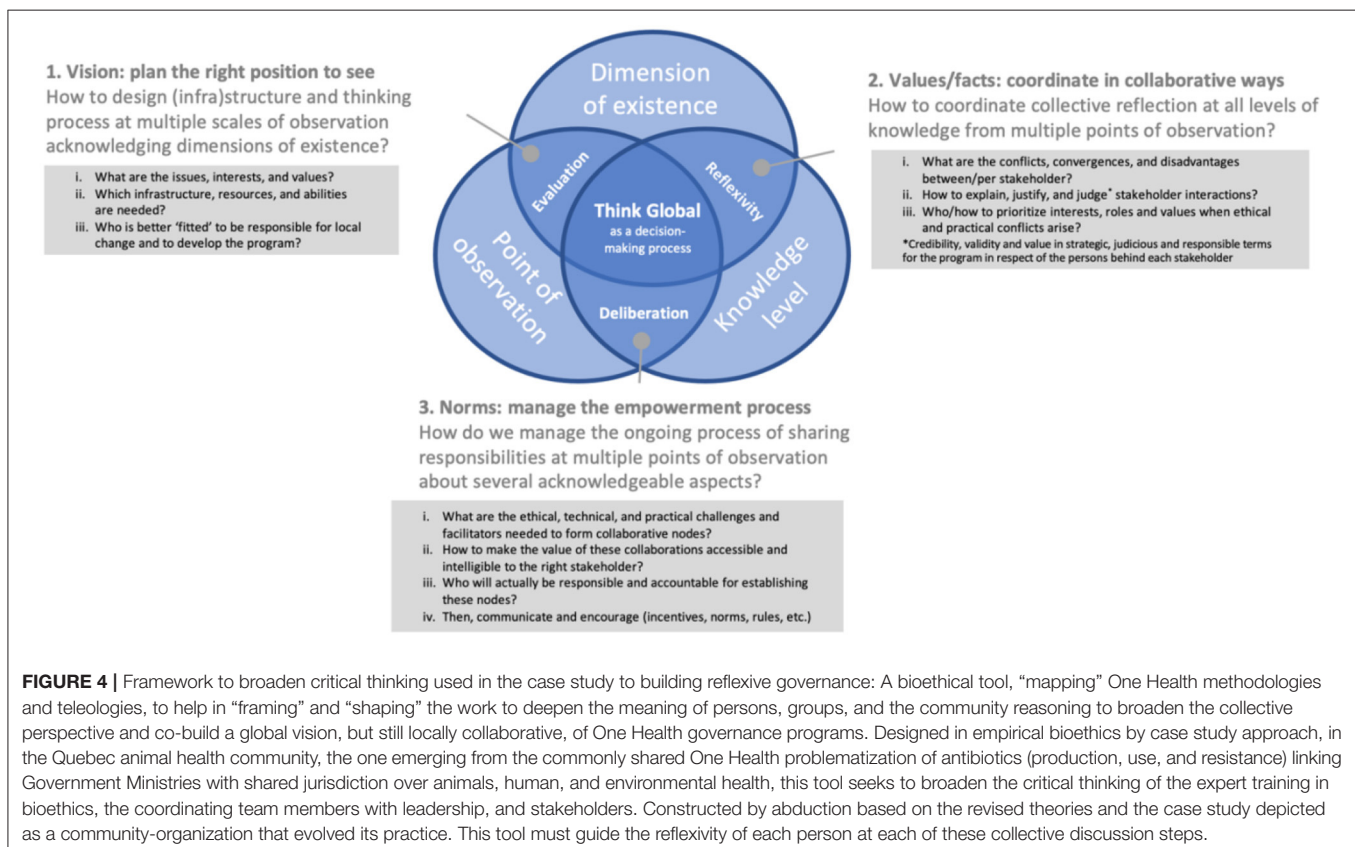 1. Vision: plan the right position to see
How to design (infra)structure and thinking
process at multiple scales of observation
acknowledging dimensions of existence?
i. What are the issues, interests, and values?
ii. Which infrastructure, resources, and abilities
are needed?
iii. Who is better 'fitted' to be responsible for local
change and to develop the program?
Dimension
of existence
Evaluation
Reflexivity
Think Global
as a decision-
making process
Point of
observation
Deliberation
Knowledge
level
2. Values/facts: coordinate in collaborative ways
How to coordinate collective reflection at all levels of
knowledge from multiple points of observation?
i. What are the conflicts, convergences, and disadvantages
between/per stakeholder?
ii. How to explain, justify, and judge* stakeholder interactions?
iii. Who/how to prioritize interests, roles and values when ethical
and practical conflicts arise?
*Credibility, validity and value in strategic, judicious and responsible terms
for the program in respect of the persons behind each stakeholder
3. Norms: manage the empowerment process
How do we manage the ongoing process of sharing
responsibilities at multiple points of observation
about several acknowledgeable aspects?
i. What are the ethical, technical, and practical challenges and
facilitators needed to form collaborative nodes?
ii. How to make the value of these collaborations accessible and
intelligible to the right stakeholder?
iii. Who will actually be responsible and accountable for establishing
these nodes?
iv. Then, communicate and encourage (incentives, norms, rules, etc.)
FIGURE 4 | Framework to broaden critical thinking used in the case study to building reflexive governance: A bioethical tool, "mapping" One Health methodologies
and teleologies, to help in "framing" and "shaping" the work to deepen the meaning of persons, groups, and the community reasoning to broaden the collective
perspective and co-build a global vision, but still locally collaborative, of One Health governance programs. Designed in empirical bioethics by case study approach, in
the Quebec animal health community, the one emerging from the commonly shared One Health problematization of antibiotics (production, use, and resistance) linking
Government Ministries with shared jurisdiction over animals, human, and environmental health, this tool seeks to broaden the critical thinking of the expert training in
bioethics, the coordinating team members with leadership, and stakeholders. Constructed by abduction based on the revised theories and the case study depicted
as a community-organization that evolved its practice. This tool must guide the reflexivity of each person at each of these collective discussion steps.